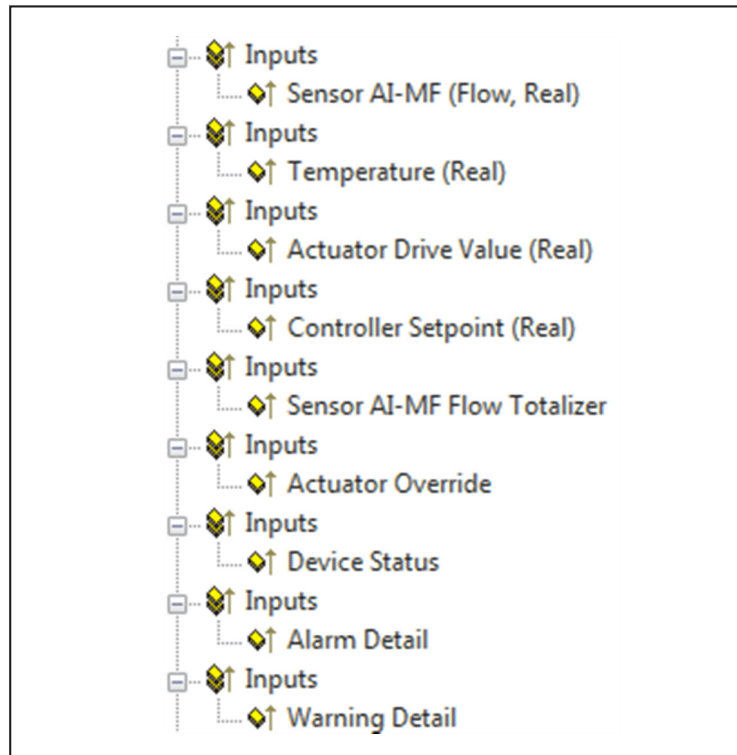 Inputs
Sensor AI-MF (Flow, Real)
Inputs
Temperature (Real)
Inputs
Actuator Drive Value (Real)
Inputs
Controller Setpoint (Real)
Inputs
Sensor AI-MF Flow Totalizer
Inputs
Actuator Override
Inputs
Device Status
Inputs
Alarm Detail
Inputs
Warning Detail